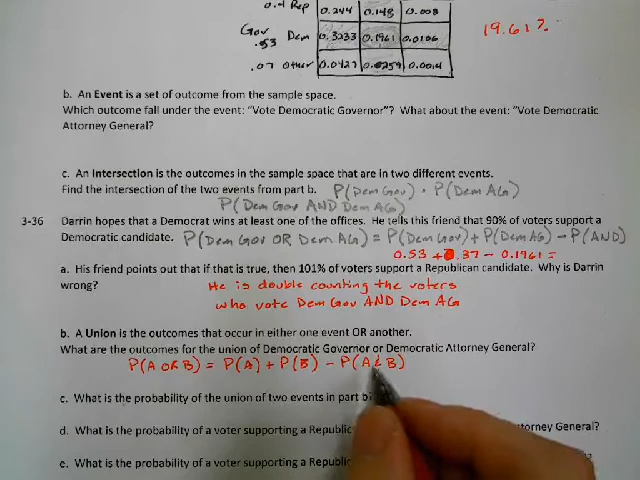 0.4 Rep 0.244 0.148 0.008
Gov .53 Dem 0.3233 0.1961 0.0106 19.61%
.07 Other 0.0427 0.0259 0.0014
b. An Event is a set of outcome from the sample space.
Which outcome fall under the event: "Vote Democratic Governor"? What about the event: "Vote Democratic
Attorney General?
c. An Intersection is the outcomes in the sample space that are in two different events.
Find the intersection of the two events from part b. P(Dem Gov) · P(Dem AG)
P(Dem Gov AND Dem AG)
3-36 Darrin hopes that a Democrat wins at least one of the offices. He tells this friend that 90% of voters support a
Democratic candidate. P(Dem Gov OR Dem AG) = P(Dem Gov) + P(Dem AG) - P(AND)
0.53 + 0.37 - 0.1961 =
a. His friend points out that if that is true, then 101% of voters support a Republican candidate. Why is Darrin
wrong? He is double counting the voters
who vote Dem Gov AND Dem AG
b. A Union is the outcomes that occur in either one event OR another.
What are the outcomes for the union of Democratic Governor or Democratic Attorney General?
P(A OR B) = P(A) + P(B) - P(A & B)
c. What is the probability of the union of two events in part b
d. What is the probability of a voter supporting a Republic
e. What is the probability of a voter supporting a Republi